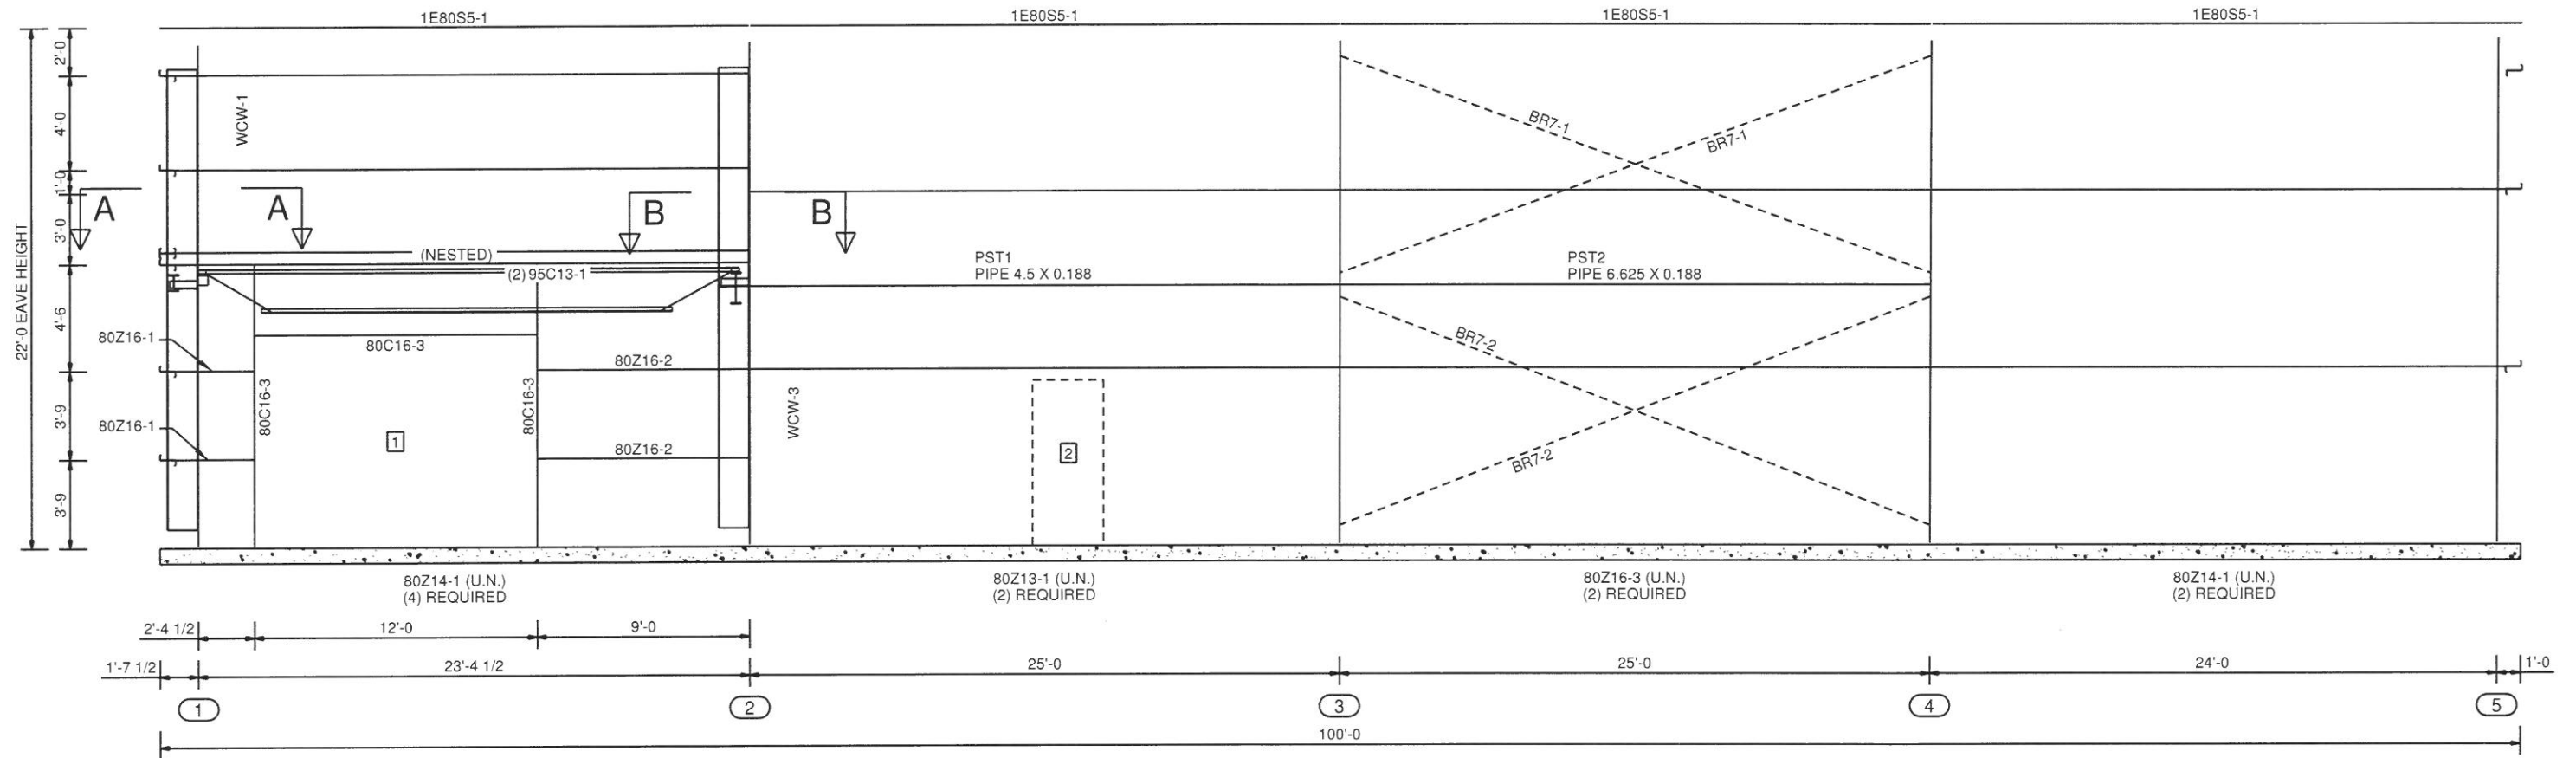 1E80S5-1
1E80S5-1
1E80S5-1
1E80S5-1
22'-0 EAVE HEIGHT
2'-0
4'-0
1'-0
3'-0
4'-6
3'-9
3'-9
WCW-1
A
A
B
B
(NESTED)
(2) 95C13-1
80Z16-1
80Z16-1
80C16-3
80C16-3
80C16-3
80Z16-2
80Z16-2
1
WCW-3
2
PST1
PIPE 4.5 X 0.188
BR7-1
BR7-1
PST2
PIPE 6.625 X 0.188
BR7-2
BR7-2
80Z14-1 (U.N.)
(4) REQUIRED
80Z13-1 (U.N.)
(2) REQUIRED
80Z16-3 (U.N.)
(2) REQUIRED
80Z14-1 (U.N.)
(2) REQUIRED
2'-4 1/2
12'-0
9'-0
1'-7 1/2
23'-4 1/2
25'-0
25'-0
24'-0
1'-0
1
2
3
4
5
100'-0